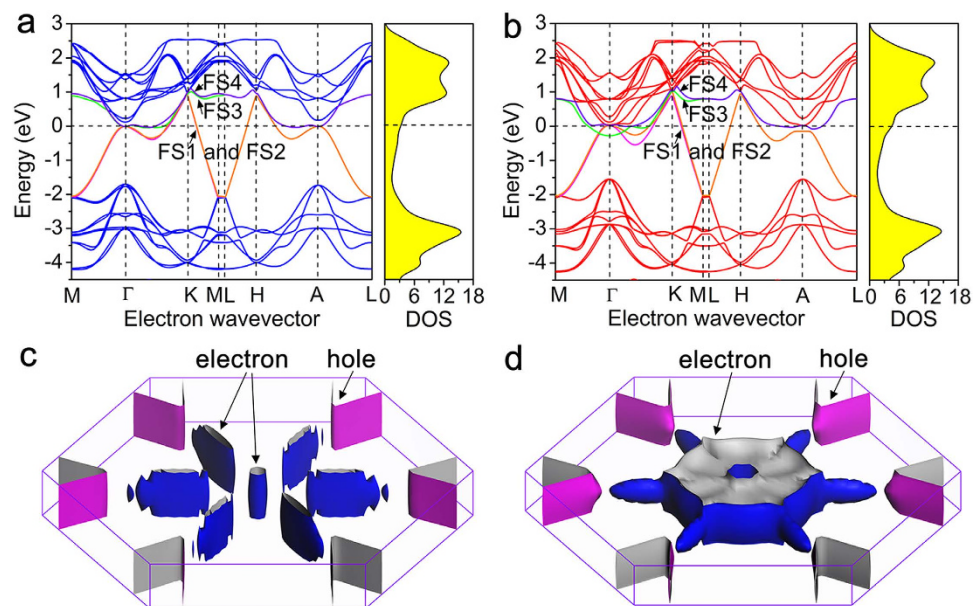 a
3
2
1
0
-1
-2
-3
-4
Energy (eV)
FS4
FS3
FS1 and FS2
M Γ K ML H A L
Electron wavevector
0 6 12 18
DOS
b
3
2
1
0
-1
-2
-3
-4
Energy (eV)
FS4
FS3
FS1 and FS2
M Γ K ML H A L
Electron wavevector
0 6 12 18
DOS
c
electron
hole
d
electron
hole